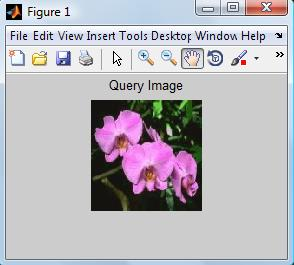 Figure 1
File Edit View Insert Tools Desktop Window Help
Query Image